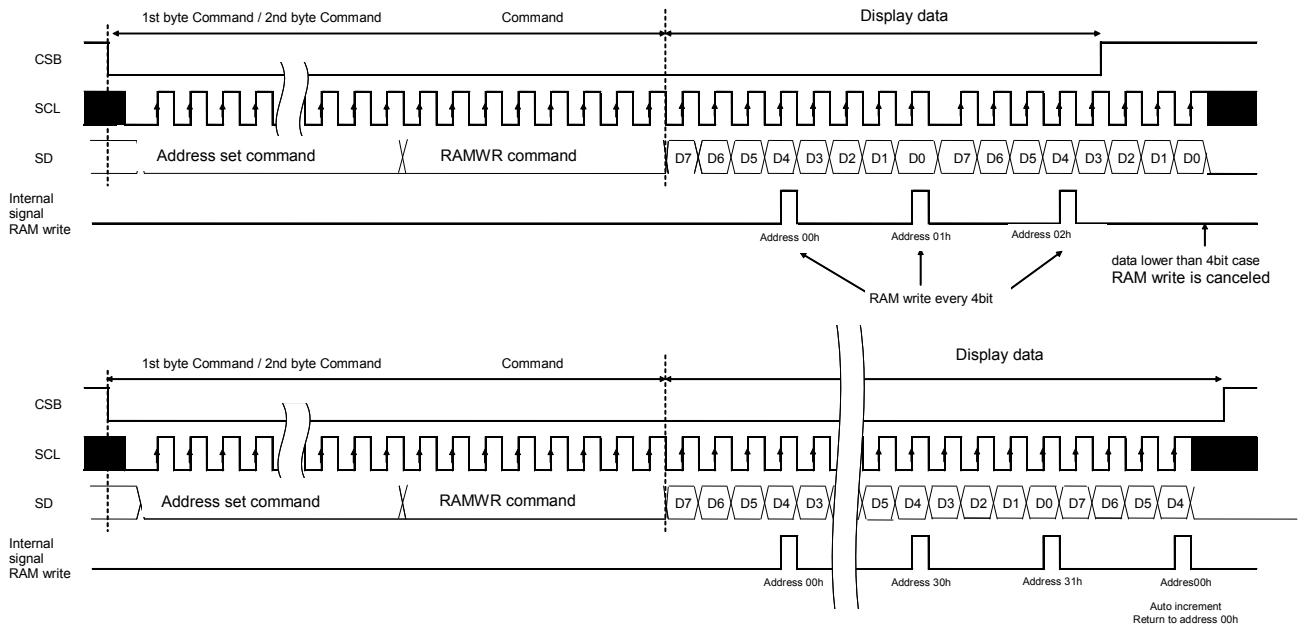 1st byte Command / 2nd byte Command Command Display data
CSB
SCL
SD Address set command RAMWR command D7 D6 D5 D4 D3 D2 D1 D0 D7 D6 D5 D4 D3 D2 D1 D0
Internal
signal
RAM write
Address 00h Address 01h Address 02h
data lower than 4bit case
RAM write is canceled
RAM write every 4bit
1st byte Command / 2nd byte Command Command Display data
CSB
SCL
SD Address set command RAMWR command D7 D6 D5 D4 D3 D5 D4 D3 D2 D1 D0 D7 D6 D5 D4
Internal
signal
RAM write
Address 00h Address 30h Address 31h Addres00h
Auto increment
Return to address 00h